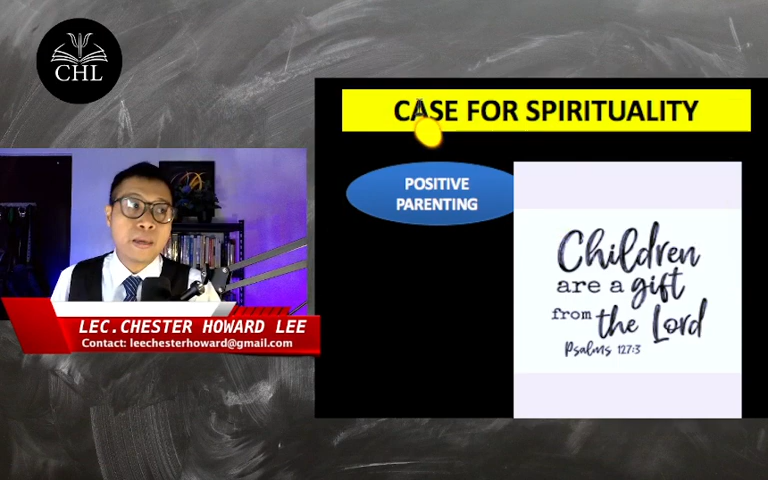 CHL
CASE FOR SPIRITUALITY
POSITIVE
PARENTING
Children
are a gift
from the Lord
Psalms 127:3
LEC.CHESTER HOWARD LEE
Contact: leechesterhoward@gmail.com